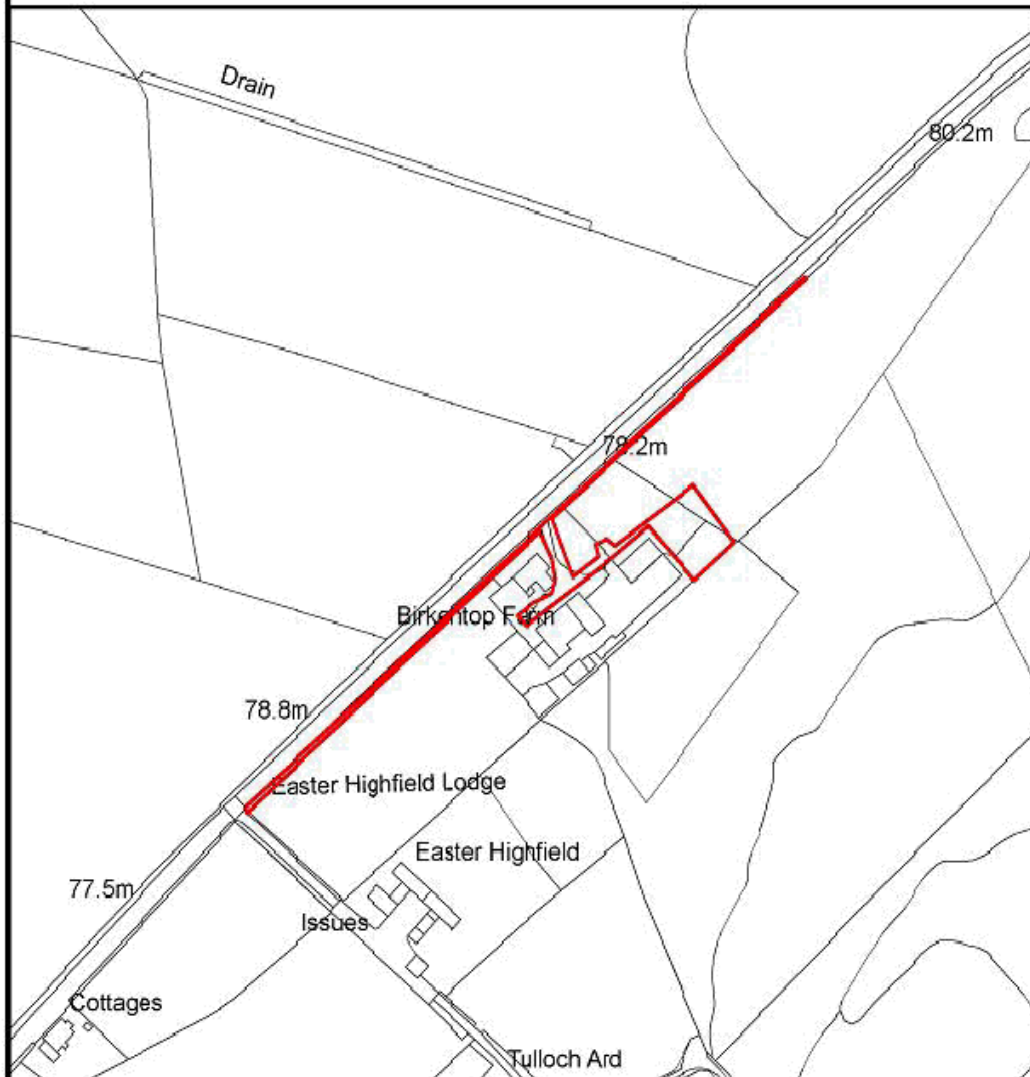 Drain
80.2m
78.2m
Birkentop Farm
78.8m
Easter Highfield Lodge
Easter Highfield
77.5m
Issues
Cottages
Tulloch Ard